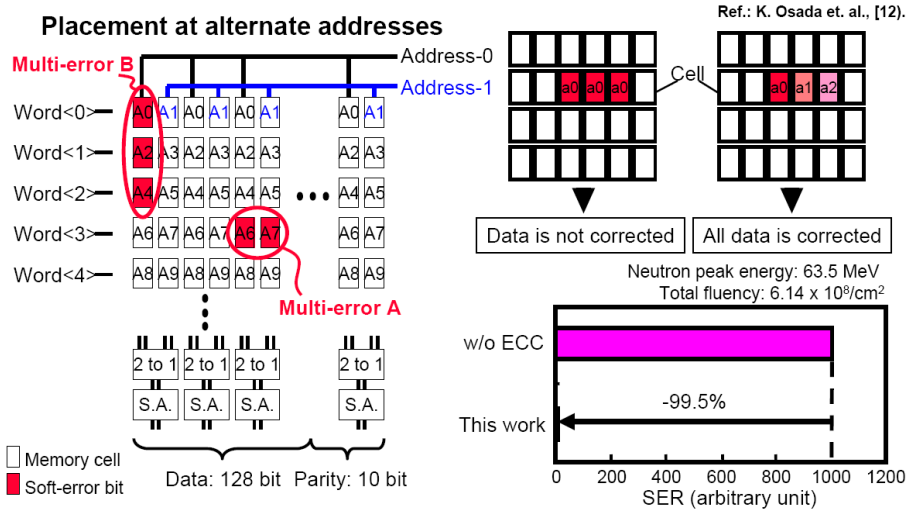 Placement at alternate addresses
Ref.: K. Osada et. al., [12).
Multi-error B
Address-0
Address-1
Word<0> A0 A1 A0 A1 A0 A1 A0 A1
Word<1> A2 A3 A2 A3 A2 A3 A2 A3
Word<2> A4 A5 A4 A5 A4 A5 A4 A5
Word<3> A6 A7 A6 A7 A6 A7 A6 A7
Word<4> A8 A9 A8 A9 A8 A9 A8 A9
Multi-error A
2 to 1 2 to 1 2 to 1 2 to 1
S.A. S.A. S.A. S.A.
Data: 128 bit Parity: 10 bit
Memory cell
Soft-error bit
Cell
a0 a0 a0
a0 a1 a2
Data is not corrected
All data is corrected
Neutron peak energy: 63.5 MeV
Total fluency: 6.14 x 10⁸/cm²
w/o ECC
-99.5%
This work
0 200 400 600 800 1000 1200
SER (arbitrary unit)